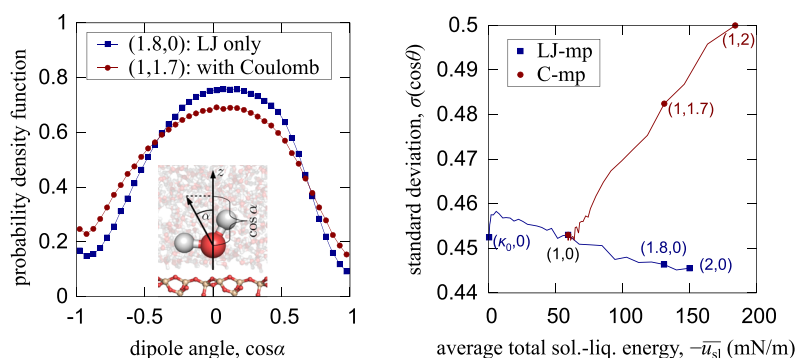 1
0.8
0.6
0.4
0.2
0
-1
-0.5
0
0.5
1
probability density function
dipole angle, cosα
(1.8,0): LJ only
(1,1.7): with Coulomb
z
α
cosα
0.5
0.49
0.48
0.47
0.46
0.45
0.44
0
50
100
150
200
standard deviation, σ(cosθ)
average total sol.-liq. energy, −u_sl (mN/m)
LJ-mp
C-mp
(1,2)
(1,1.7)
(κ₀,0)
(1,0)
(1.8,0)
(2,0)